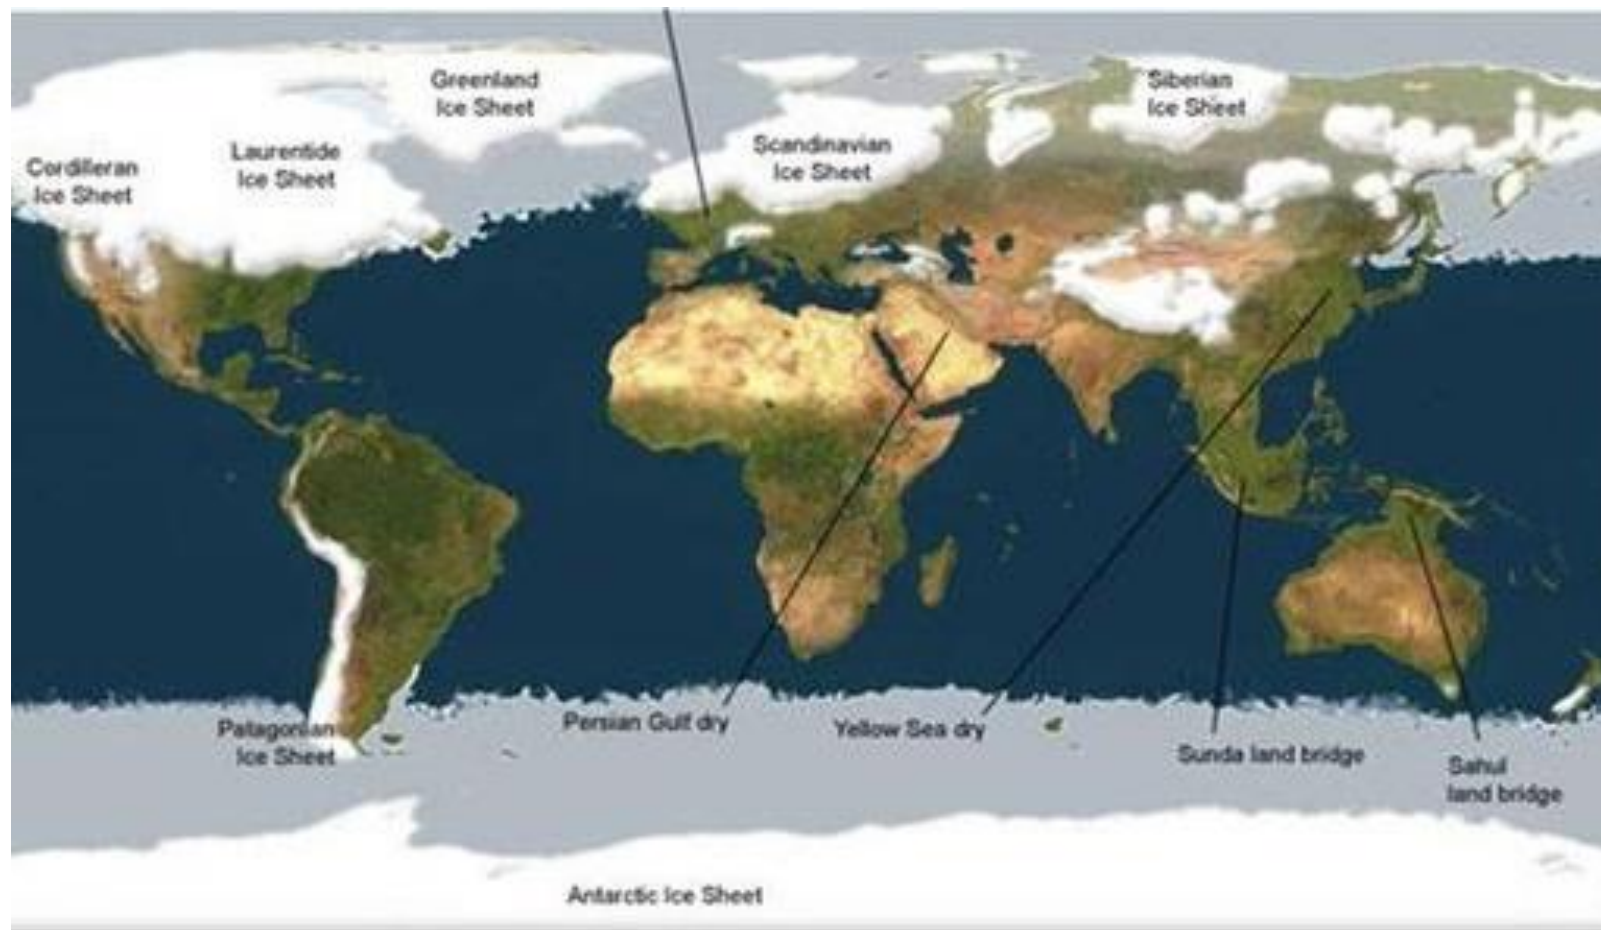 Greenland
Ice Sheet
Siberian
Ice Sheet
Scandinavian
Ice Sheet
Laurentide
Ice Sheet
Cordilleran
Ice Sheet
Patagonian
Ice Sheet
Persian Gulf dry
Yellow Sea dry
Sunda land bridge
Sahul
land bridge
Antarctic Ice Sheet